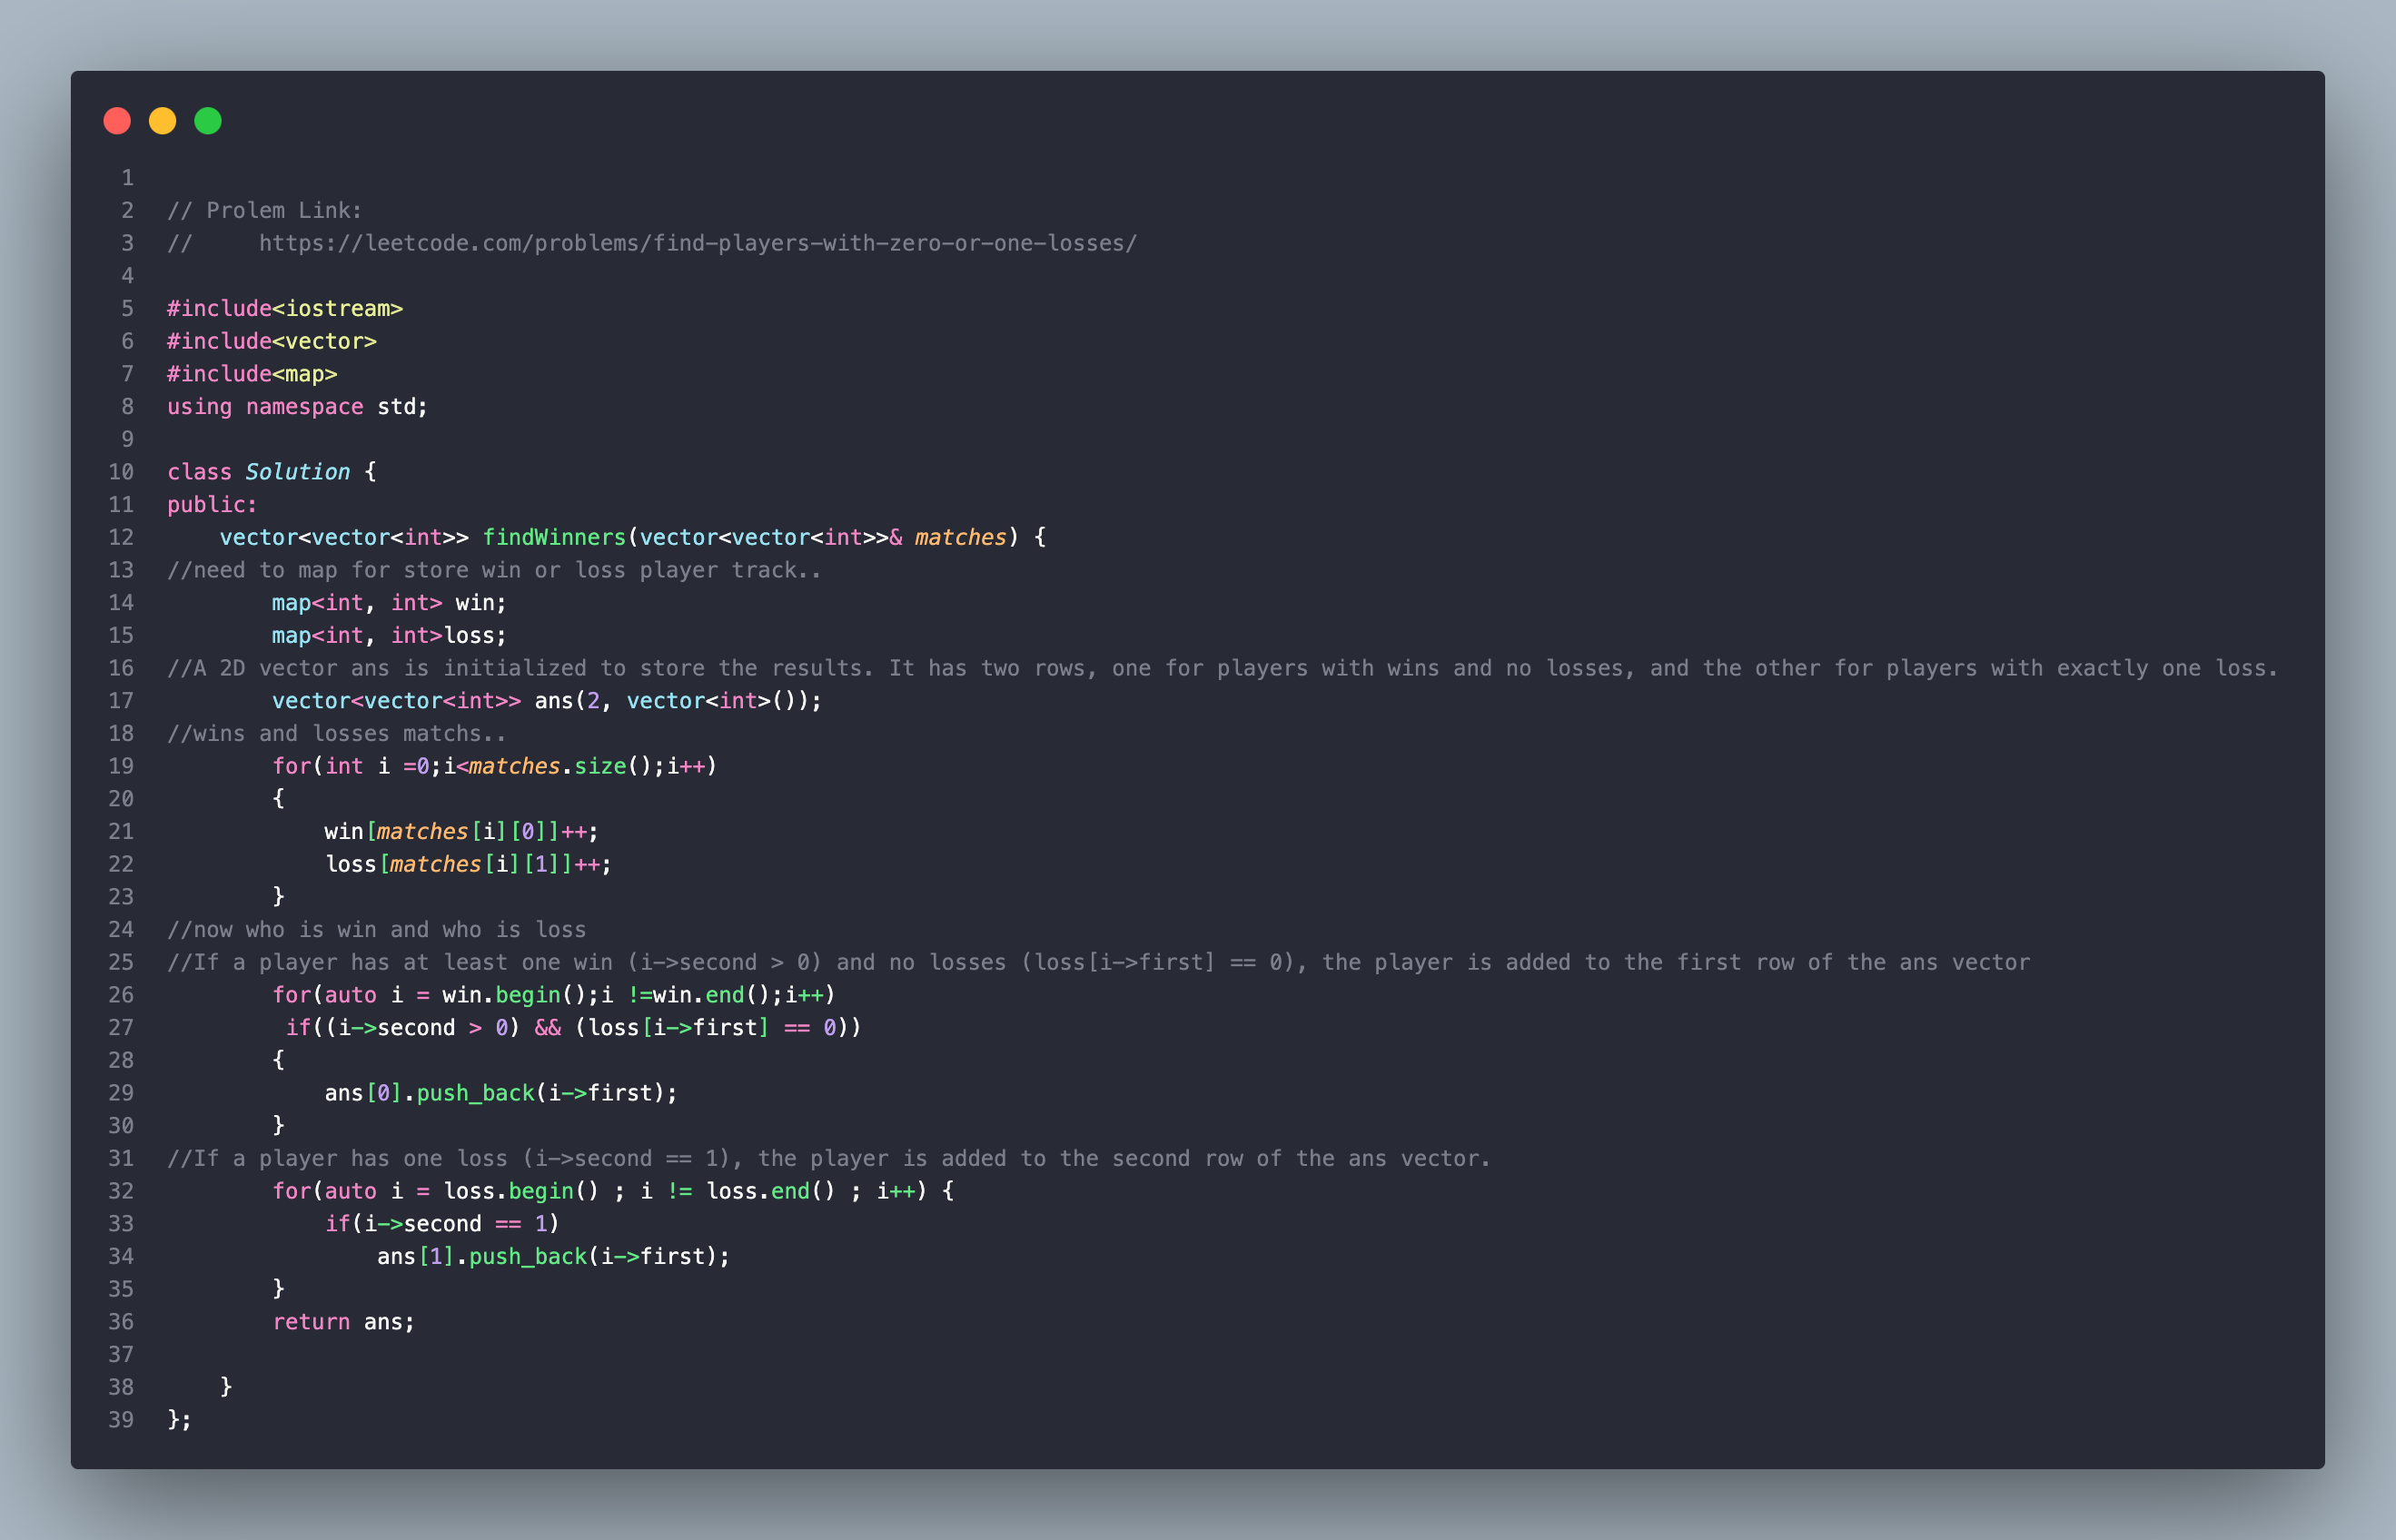 1
2 // Prolem Link:
3 //     https://leetcode.com/problems/find-players-with-zero-or-one-losses/
4
5 #include<iostream>
6 #include<vector>
7 #include<map>
8 using namespace std;
9
10 class Solution {
11 public:
12     vector<vector<int>> findWinners(vector<vector<int>>& matches) {
13 //need to map for store win or loss player track..
14         map<int, int> win;
15         map<int, int>loss;
16 //A 2D vector ans is initialized to store the results. It has two rows, one for players with wins and no losses, and the other for players with exactly one loss.
17         vector<vector<int>> ans(2, vector<int>());
18 //wins and losses matchs..
19         for(int i =0;i<matches.size();i++)
20         {
21             win[matches[i][0]]++;
22             loss[matches[i][1]]++;
23         }
24 //now who is win and who is loss
25 //If a player has at least one win (i->second > 0) and no losses (loss[i->first] == 0), the player is added to the first row of the ans vector
26         for(auto i = win.begin();i !=win.end();i++)
27          if((i->second > 0) && (loss[i->first] == 0))
28         {
29             ans[0].push_back(i->first);
30         }
31 //If a player has one loss (i->second == 1), the player is added to the second row of the ans vector.
32         for(auto i = loss.begin() ; i != loss.end() ; i++) {
33             if(i->second == 1)
34                 ans[1].push_back(i->first);
35         }
36         return ans;
37
38     }
39 };